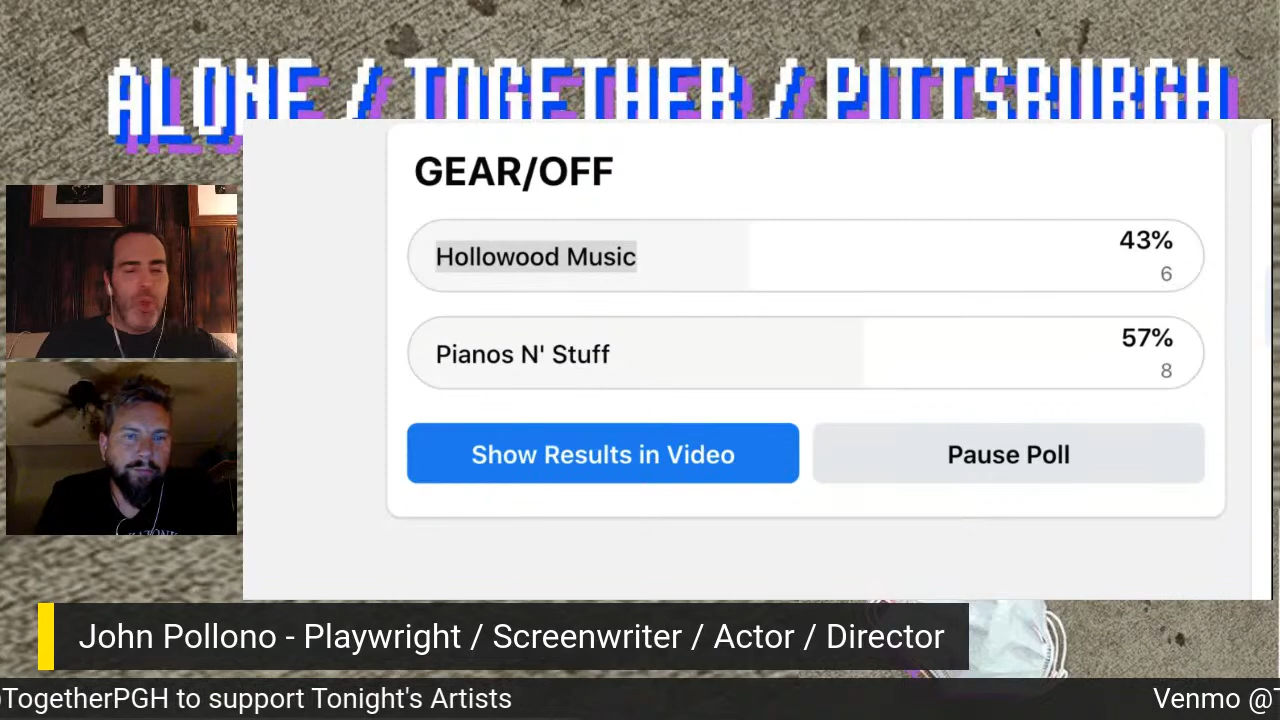 ALONE / TOGETHER / PITTSBURGH
GEAR/OFF
Hollowood Music
43%
6
Pianos N' Stuff
57%
8
Show Results in Video
Pause Poll
John Pollono - Playwright / Screenwriter / Actor / Director
TogetherPGH to support Tonight's Artists
Venmo @